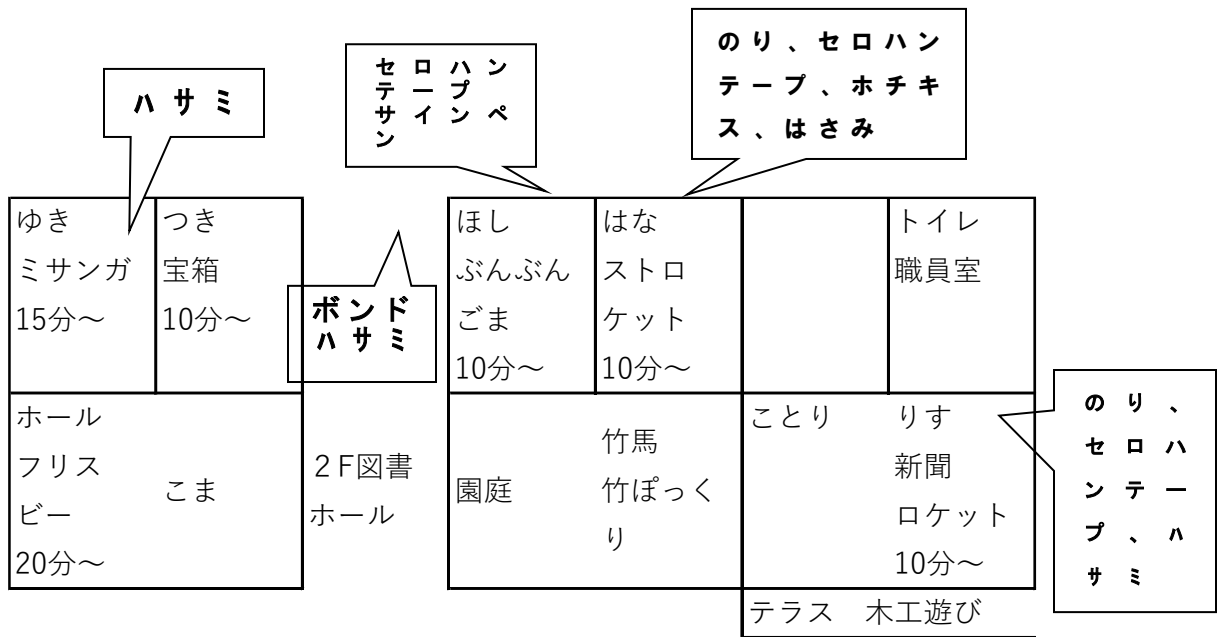 ハサミ
セロハン
テープ
サインペ
ン
のり、セロハン
テープ、ホチキ
ス、はさみ
ゆき
ミサンガ
15分～
つき
宝箱
10分～
ボンド
ハサミ
ほし
ぶんぶん
ごま
10分～
はな
ストロ
ケット
10分～
トイレ
職員室
ホール
フリス
ビー
20分～
こま
２F図書
ホール
園庭
竹馬
竹ぽっく
り
ことり
りす
新聞
ロケット
10分～
のり、
セロハ
ンテー
プ、ハ
サミ
テラス　木工遊び